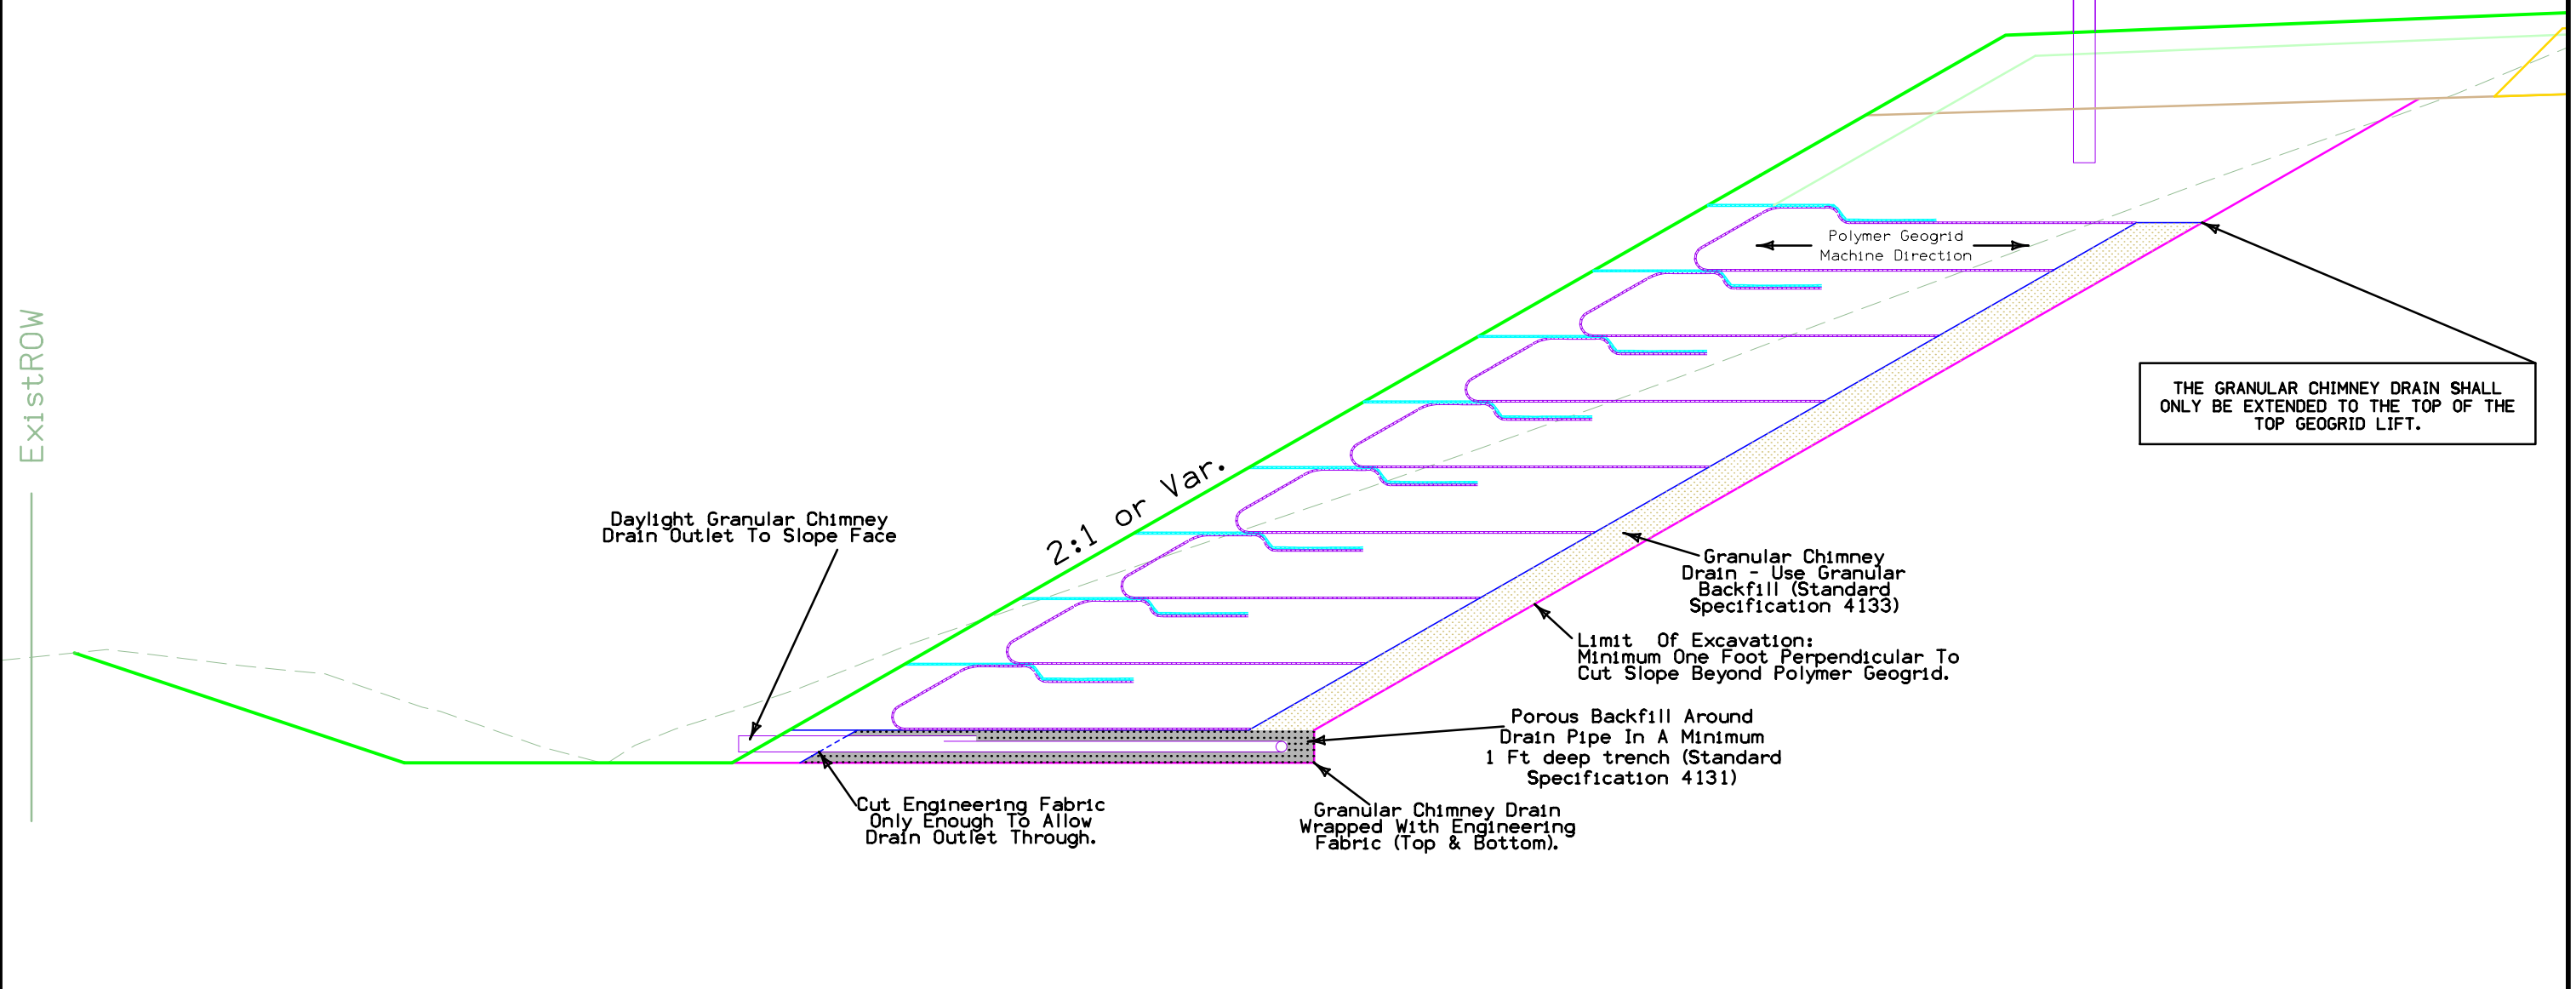 Polymer Geogrid
Machine Direction
ExistROW
THE GRANULAR CHIMNEY DRAIN SHALL
ONLY BE EXTENDED TO THE TOP OF THE
TOP GEOGRID LIFT.
2:1 or Var.
Daylight Granular Chimney
Drain Outlet To Slope Face
Granular Chimney
Drain - Use Granular
Backfill (Standard
Specification 4133)
Limit Of Excavation:
Minimum One Foot Perpendicular To
Cut Slope Beyond Polymer Geogrid.
Porous Backfill Around
Drain Pipe In A Minimum
1 Ft deep trench (Standard
Specification 4131)
Cut Engineering Fabric
Only Enough To Allow
Drain Outlet Through.
Granular Chimney Drain
Wrapped With Engineering
Fabric (Top & Bottom).